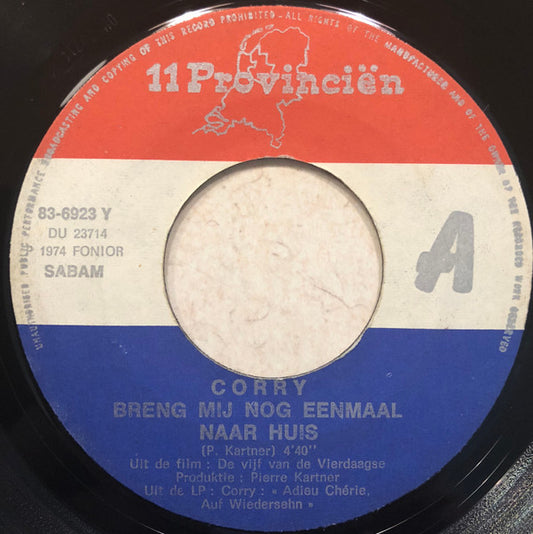 UNAUTHORISED PUBLIC PERFORMANCE BROADCASTING AND COPYING OF THIS RECORD PROHIBITED - ALL RIGHTS OF THE MANUFACTURER AND OF THE OWNER OF THE RECORDED WORK RESERVED
11 Provinciën
83-6923 Y
DU 23714
1974 FONIOR
SABAM
A
CORRY
BRENG MIJ NOG EENMAAL
NAAR HUIS
(P. Kartner) 4'40''
Uit de film : De vijf van de Vierdaagse
Produktie : Pierre Kartner
Uit de LP : Corry : « Adieu Chérie,
Auf Wiedersehn »